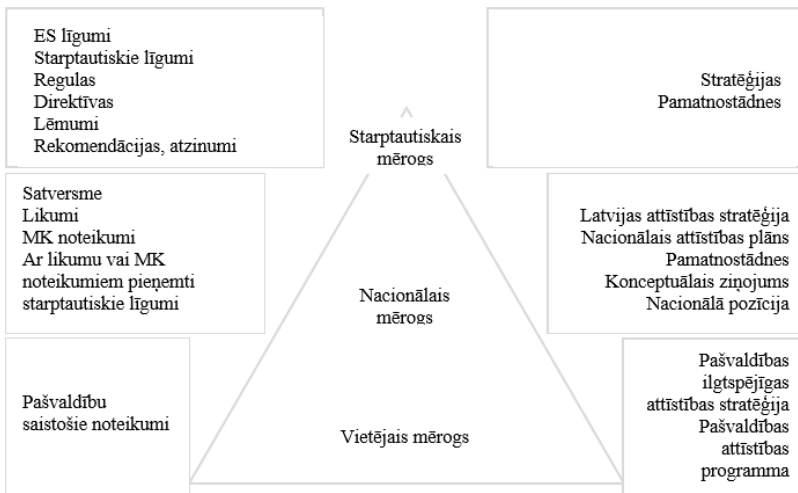 ES līgumi
Starptautiskie līgumi
Regulas
Direktīvas
Lēmumi
Rekomendācijas, atzinumi
Starptautiskais
mērogs
Stratēģijas
Pamatnostādnes
Satversme
Likumi
MK noteikumi
Ar likumu vai MK
noteikumiem pieņemti
starptautiskie līgumi
Nacionālais
mērogs
Latvijas attīstības stratēģija
Nacionālais attīstības plāns
Pamatnostādnes
Konceptuālais ziņojums
Nacionālā pozīcija
Pašvaldību
saistošie noteikumi
Vietējais mērogs
Pašvaldības
ilgtspējīgas
attīstības stratēģija
Pašvaldības
attīstības
programma